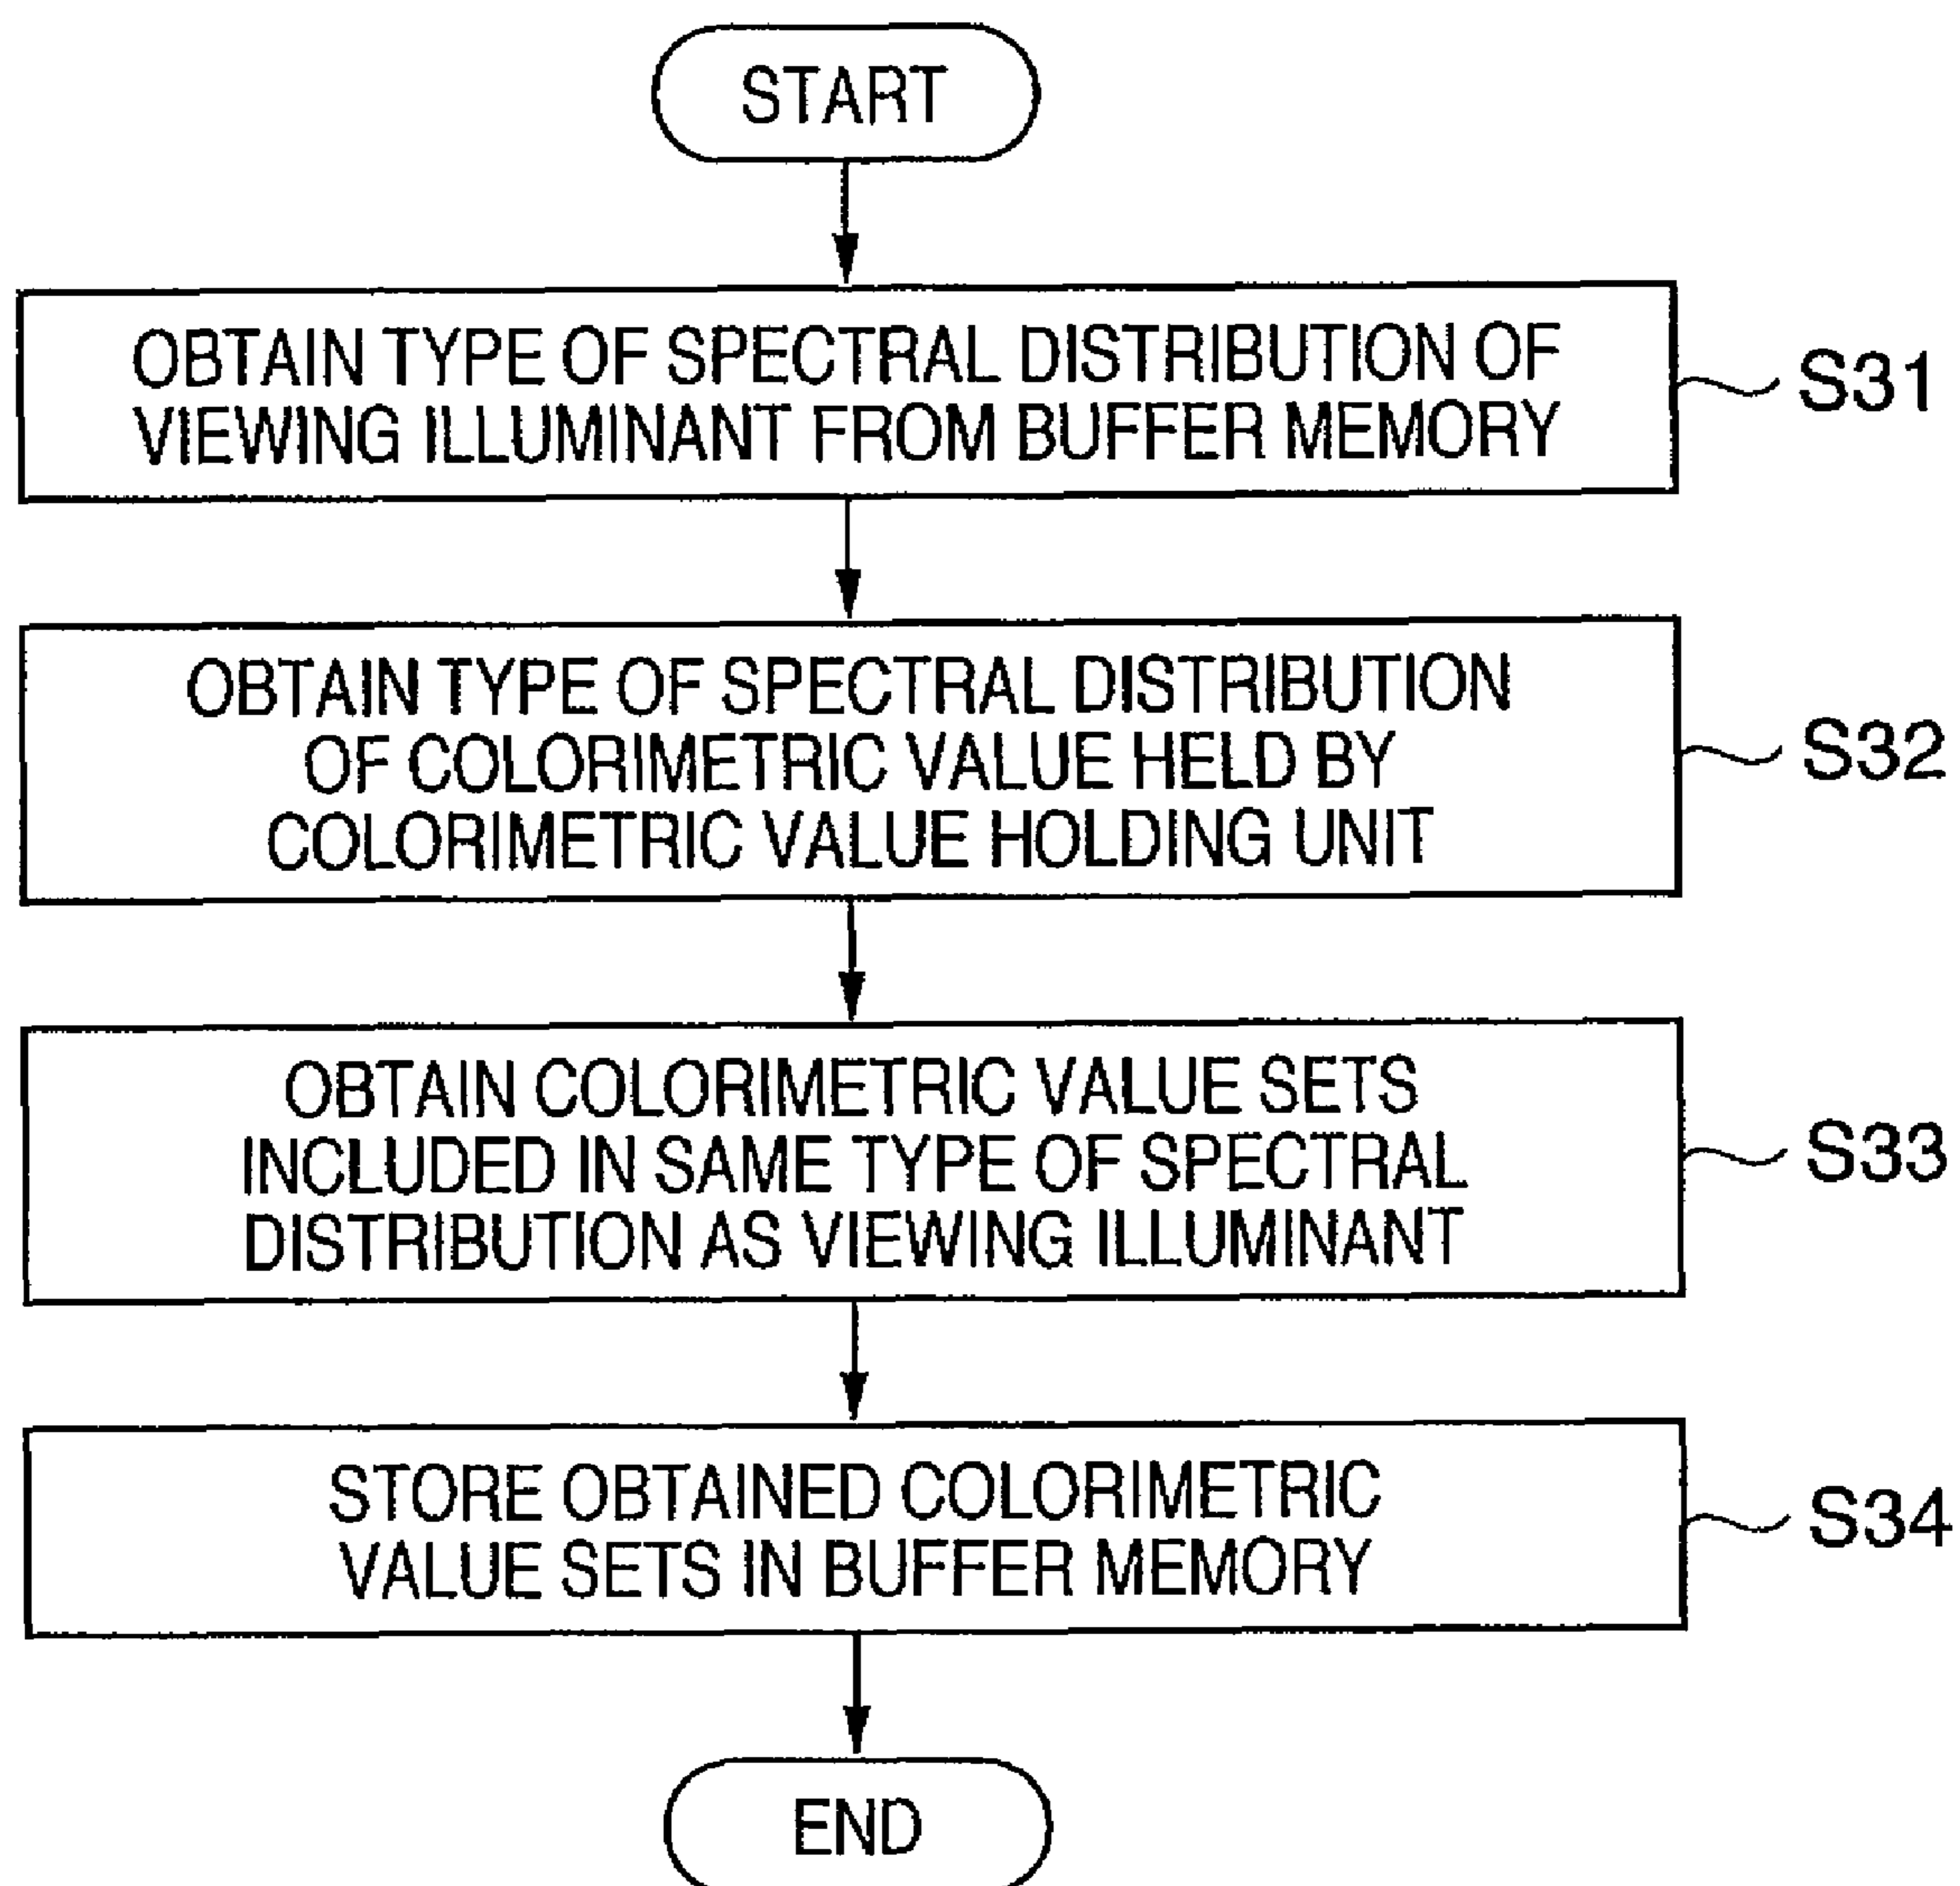 START
OBTAIN TYPE OF SPECTRAL DISTRIBUTION OF
VIEWING ILLUMINANT FROM BUFFER MEMORY
S31
OBTAIN TYPE OF SPECTRAL DISTRIBUTION
OF COLORIMETRIC VALUE HELD BY
COLORIMETRIC VALUE HOLDING UNIT
S32
OBTAIN COLORIMETRIC VALUE SETS
INCLUDED IN SAME TYPE OF SPECTRAL
DISTRIBUTION AS VIEWING ILLUMINANT
S33
STORE OBTAINED COLORIMETRIC
VALUE SETS IN BUFFER MEMORY
S34
END